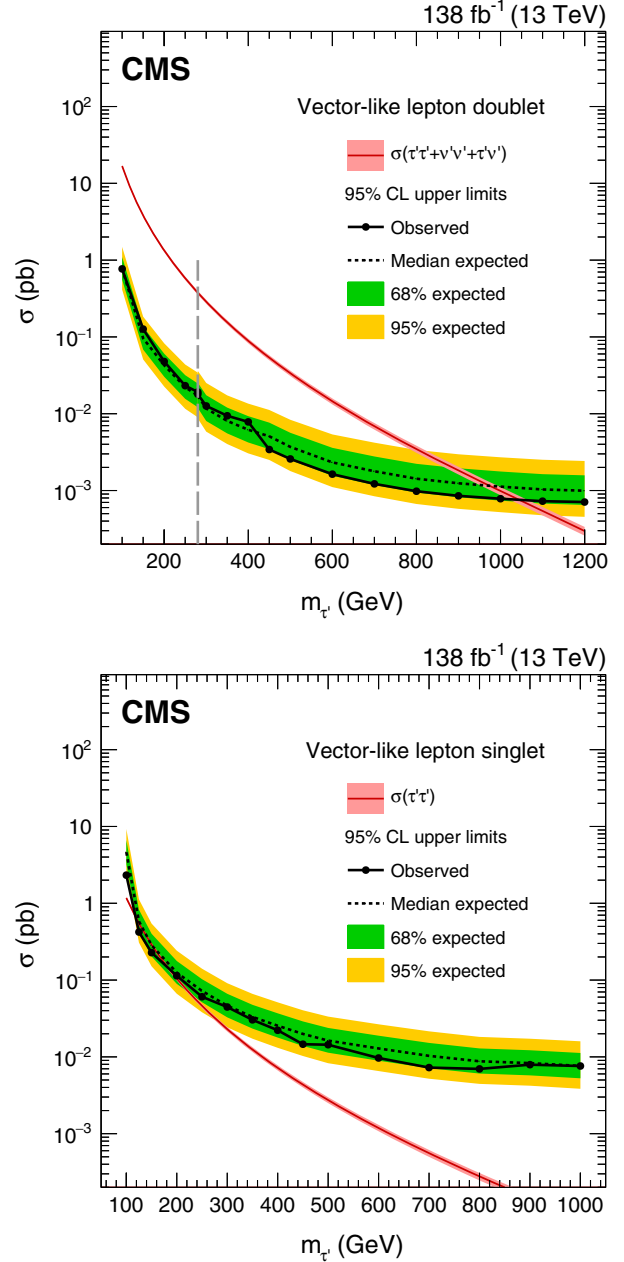 138 fb⁻¹ (13 TeV)
CMS
Vector-like lepton doublet
σ(τ'τ'+ν'ν'+τ'ν')
95% CL upper limits
Observed
Median expected
68% expected
95% expected
10²
10
1
10⁻¹
10⁻²
10⁻³
σ (pb)
200 400 600 800 1000 1200
m_τ' (GeV)
138 fb⁻¹ (13 TeV)
CMS
Vector-like lepton singlet
σ(τ'τ')
95% CL upper limits
Observed
Median expected
68% expected
95% expected
10²
10
1
10⁻¹
10⁻²
10⁻³
σ (pb)
100 200 300 400 500 600 700 800 900 1000
m_τ' (GeV)